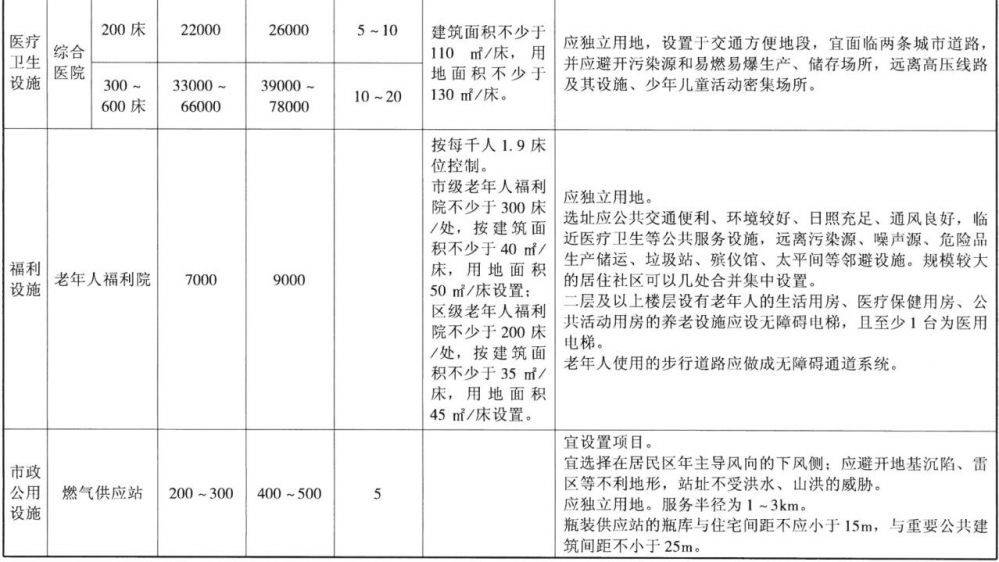 医疗
卫生
设施
综合
医院
200 床
22000
26000
5～10
300～
600 床
33000～
66000
39000～
78000
10～20
建筑面积不少于
110 ㎡/床，用
地面积不少于
130 ㎡/床。
应独立用地，设置于交通方便地段，宜面临两条城市道路，
并应避开污染源和易燃易爆生产、储存场所，远离高压线路
及其设施、少年儿童活动密集场所。
福利
设施
老年人福利院
7000
9000
按每千人 1.9 床
位控制。
市级老年人福利
院不少于 300 床
/处，按建筑面
积不少于 40 ㎡/
床，用地面积
50 ㎡/床设置；
区级老年人福利
院不少于 200 床
/处，按建筑面
积不少于 35 ㎡/
床，用地面积
45 ㎡/床设置。
应独立用地。
选址应公共交通便利、环境较好、日照充足、通风良好，临
近医疗卫生等公共服务设施，远离污染源、噪声源、危险品
生产储运、垃圾站、殡仪馆、太平间等邻避设施。规模较大
的居住社区可以几处合并集中设置。
二层及以上楼层设有老年人的生活用房、医疗保健用房、公
共活动用房的养老设施应设无障碍电梯，且至少 1 台为医用
电梯。
老年人使用的步行道路应做成无障碍通道系统。
市政
公用
设施
燃气供应站
200～300
400～500
5
宜设置项目。
宜选择在居民区年主导风向的下风侧；应避开地基沉陷、雷
区等不利地形，站址不受洪水、山洪的威胁。
应独立用地。服务半径为 1～3km。
瓶装供应站的瓶库与住宅间距不应小于 15m，与重要公共建
筑间距不小于 25m。